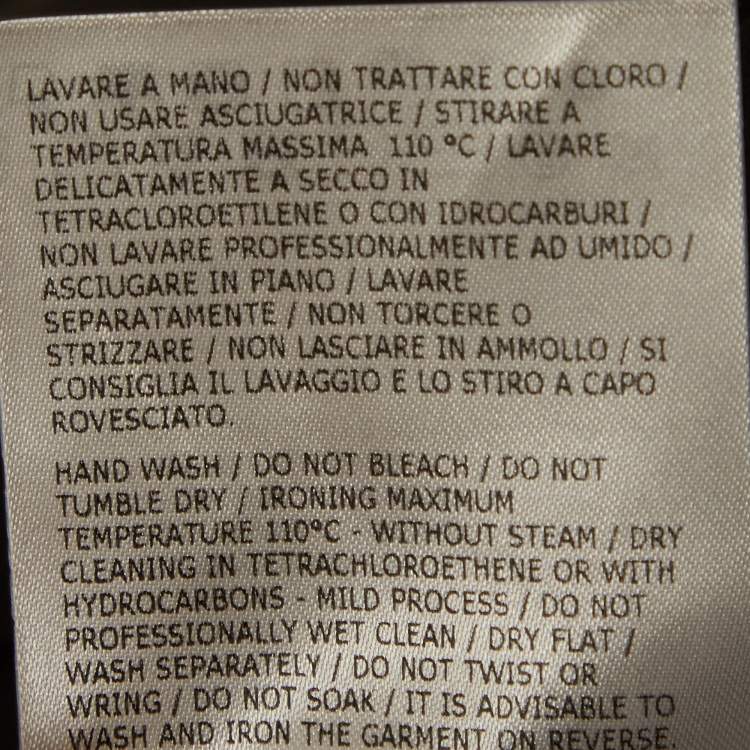 LAVARE A MANO / NON TRATTARE CON CLORO /
NON USARE ASCIUGATRICE / STIRARE A
TEMPERATURA MASSIMA 110 °C / LAVARE
DELICATAMENTE A SECCO IN
TETRACLOROETILENE O CON IDROCARBURI /
NON LAVARE PROFESSIONALMENTE AD UMIDO /
ASCIUGARE IN PIANO / LAVARE
SEPARATAMENTE / NON TORCERE O
STRIZZARE / NON LASCIARE IN AMMOLLO / SI
CONSIGLIA IL LAVAGGIO E LO STIRO A CAPO
ROVESCIATO.
HAND WASH / DO NOT BLEACH / DO NOT
TUMBLE DRY / IRONING MAXIMUM
TEMPERATURE 110°C - WITHOUT STEAM / DRY
CLEANING IN TETRACHLOROETHENE OR WITH
HYDROCARBONS - MILD PROCESS / DO NOT
PROFESSIONALLY WET CLEAN / DRY FLAT /
WASH SEPARATELY / DO NOT TWIST OR
WRING / DO NOT SOAK / IT IS ADVISABLE TO
WASH AND IRON THE GARMENT ON REVERSE